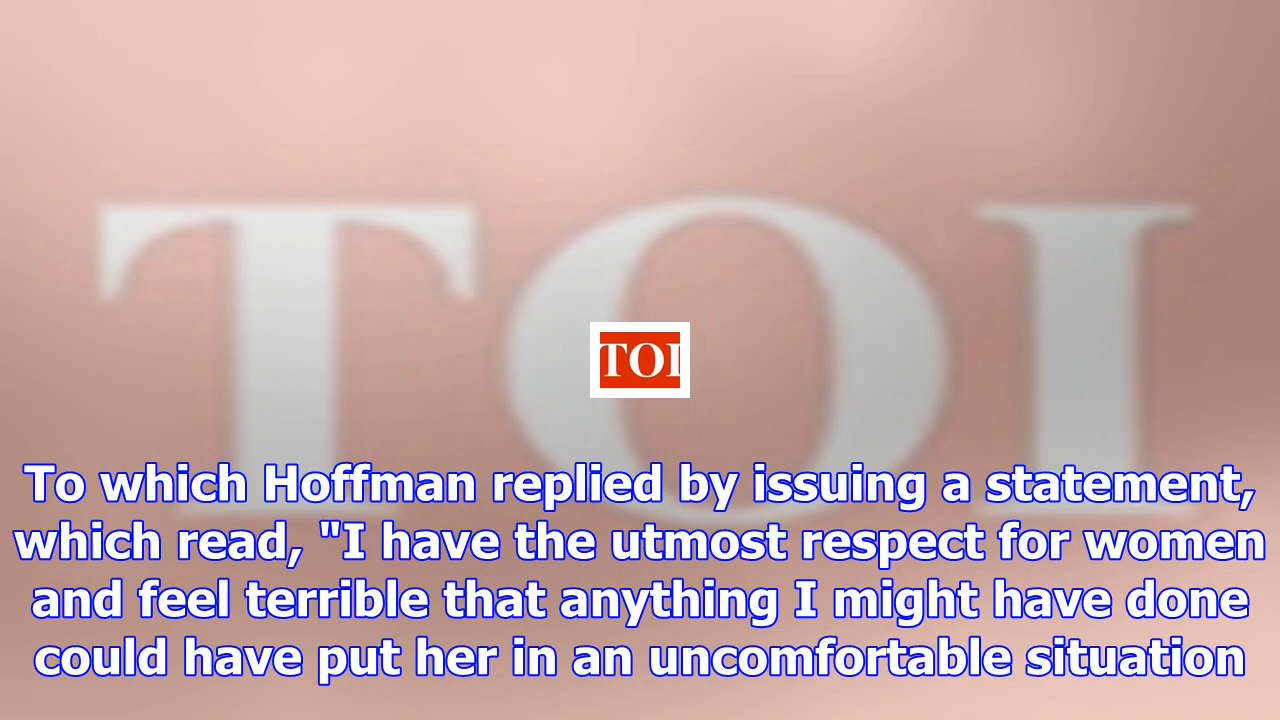 TOI
TOI
To which Hoffman replied by issuing a statement,
which read, "I have the utmost respect for women
and feel terrible that anything I might have done
could have put her in an uncomfortable situation